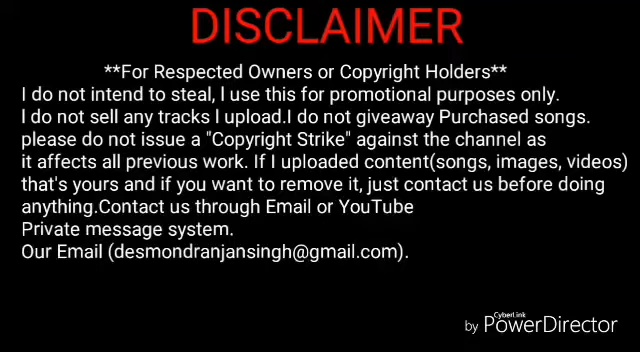 DISCLAIMER
**For Respected Owners or Copyright Holders**
I do not intend to steal, I use this for promotional purposes only.
I do not sell any tracks I upload.I do not giveaway Purchased songs.
please do not issue a "Copyright Strike" against the channel as
it affects all previous work. If I uploaded content(songs, images, videos)
that's yours and if you want to remove it, just contact us before doing
anything.Contact us through Email or YouTube
Private message system.
Our Email (desmondranjansingh@gmail.com).
CyberLink
by PowerDirector